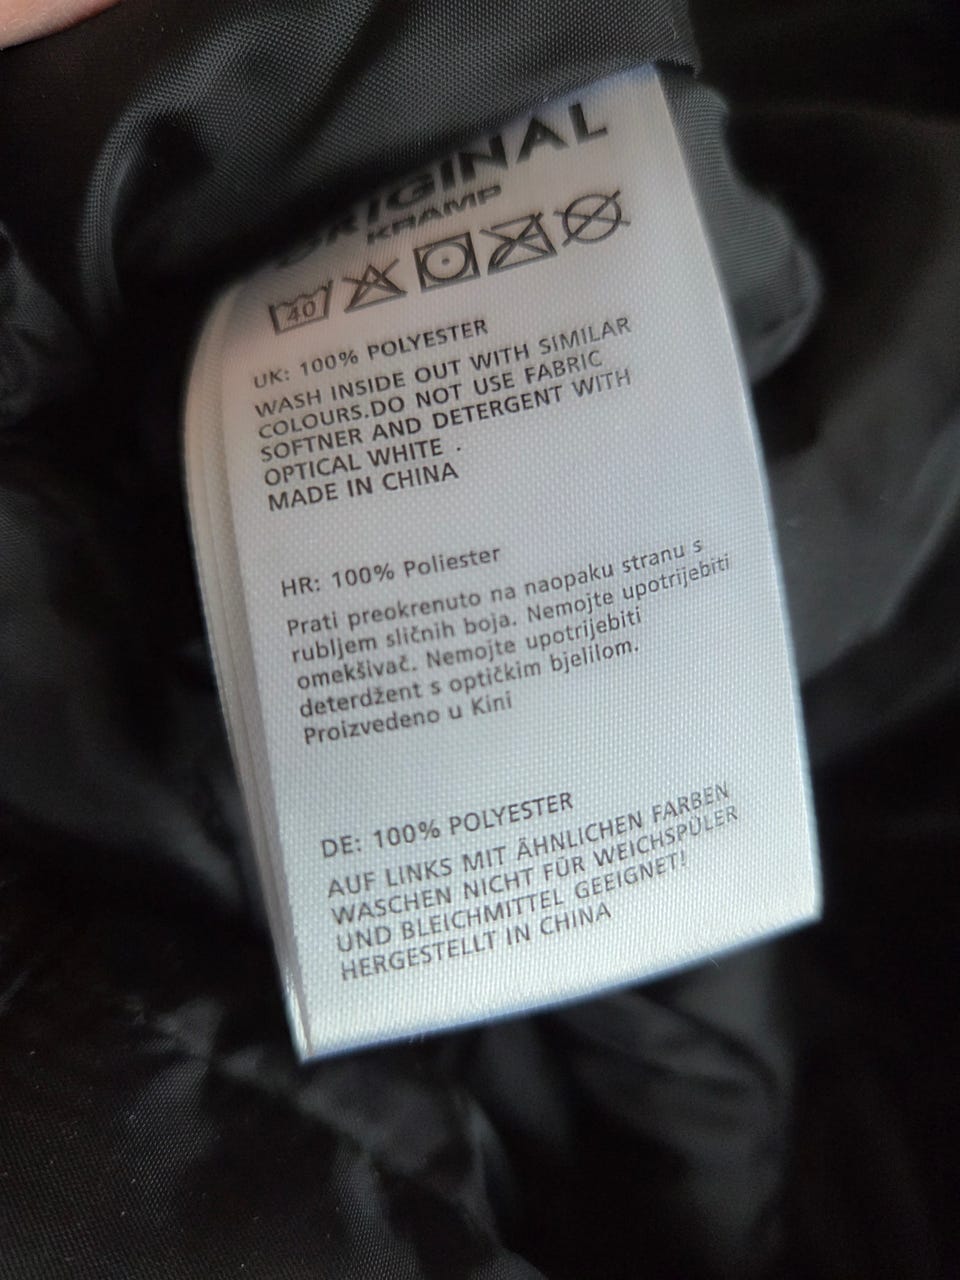 ORIGINAL
KRAMP
40
UK: 100% POLYESTER
WASH INSIDE OUT WITH SIMILAR
COLOURS.DO NOT USE FABRIC
SOFTNER AND DETERGENT WITH
OPTICAL WHITE .
MADE IN CHINA
HR: 100% Poliester
Prati preokrenuto na naopaku stranu s
rubljem sličnih boja. Nemojte upotrijebiti
omekšivač. Nemojte upotrijebiti
deterdžent s optičkim bjelilom.
Proizvedeno u Kini
DE: 100% POLYESTER
AUF LINKS MIT ÄHNLICHEN FARBEN
WASCHEN NICHT FÜR WEICHSPÜLER
UND BLEICHMITTEL GEEIGNET!
HERGESTELLT IN CHINA